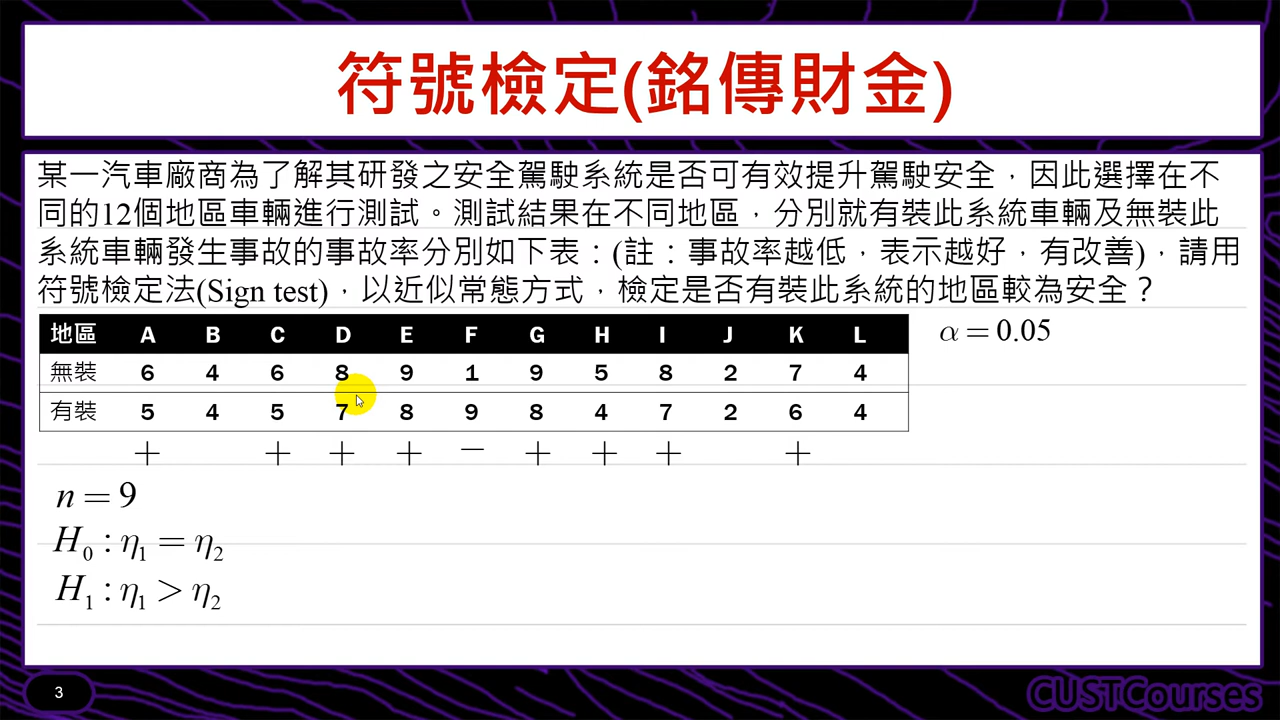 符號檢定(銘傳財金)
某一汽車廠商為了解其研發之安全駕駛系統是否可有效提升駕駛安全，因此選擇在不
同的12個地區車輛進行測試。測試結果在不同地區，分別就有裝此系統車輛及無裝此
系統車輛發生事故的事故率分別如下表：(註：事故率越低，表示越好，有改善)，請用
符號檢定法(Sign test)，以近似常態方式，檢定是否有裝此系統的地區較為安全？
地區 A B C D E F G H I J K L
α = 0.05
無裝 6 4 6 8 9 1 9 5 8 2 7 4
有裝 5 4 5 7 8 9 8 4 7 2 6 4
+ + + + − + + + +
n = 9
H₀ : η₁ = η₂
H₁ : η₁ > η₂
3
CUSTCourses